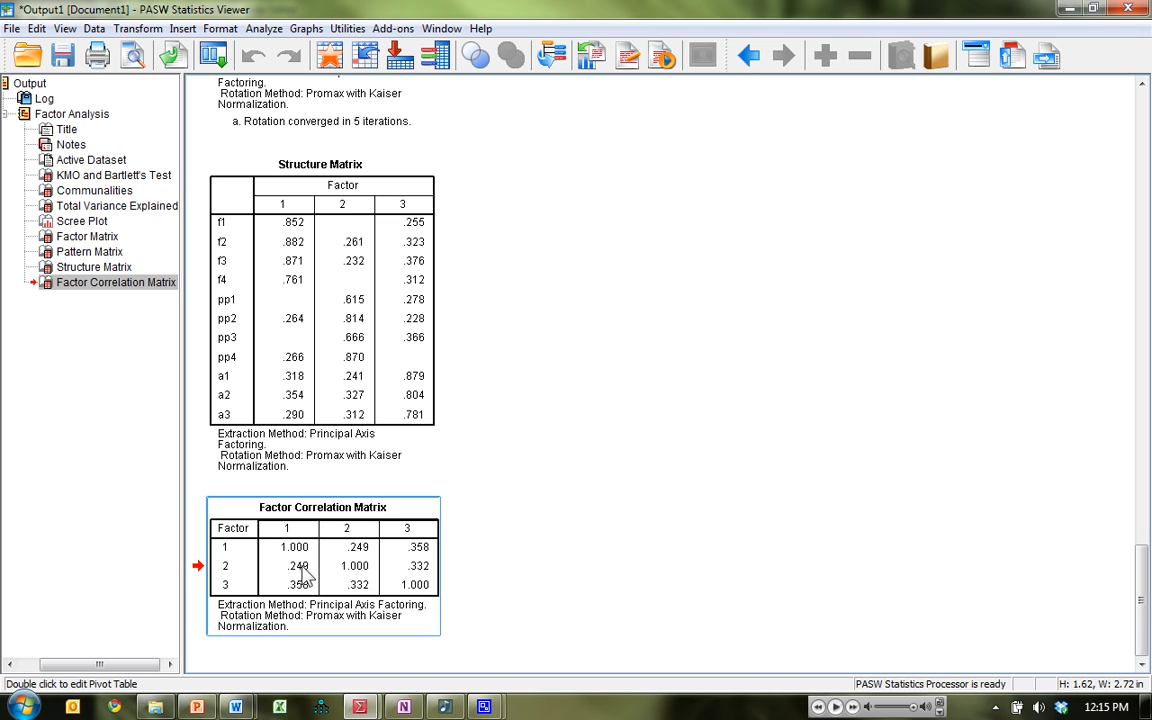 *Output1 [Document1] - PASW Statistics Viewer
File Edit View Data Transform Insert Format Analyze Graphs Utilities Add-ons Window Help
Output
Log
Factor Analysis
Title
Notes
Active Dataset
KMO and Bartlett's Test
Communalities
Total Variance Explained
Scree Plot
Factor Matrix
Pattern Matrix
Structure Matrix
Factor Correlation Matrix
Factoring.
Rotation Method: Promax with Kaiser
Normalization.
a. Rotation converged in 5 iterations.
Structure Matrix
Factor
1 2 3
f1 .852 .255
f2 .882 .261 .323
f3 .871 .232 .376
f4 .761 .312
pp1 .615 .278
pp2 .264 .814 .228
pp3 .666 .366
pp4 .266 .870
a1 .318 .241 .879
a2 .354 .327 .804
a3 .290 .312 .781
Extraction Method: Principal Axis
Factoring.
Rotation Method: Promax with Kaiser
Normalization.
Factor Correlation Matrix
Factor 1 2 3
1 1.000 .249 .358
2 .249 1.000 .332
3 .358 .332 1.000
Extraction Method: Principal Axis Factoring.
Rotation Method: Promax with Kaiser
Normalization.
Double click to edit Pivot Table
PASW Statistics Processor is ready
H: 1.62, W: 2.72 in
12:15 PM